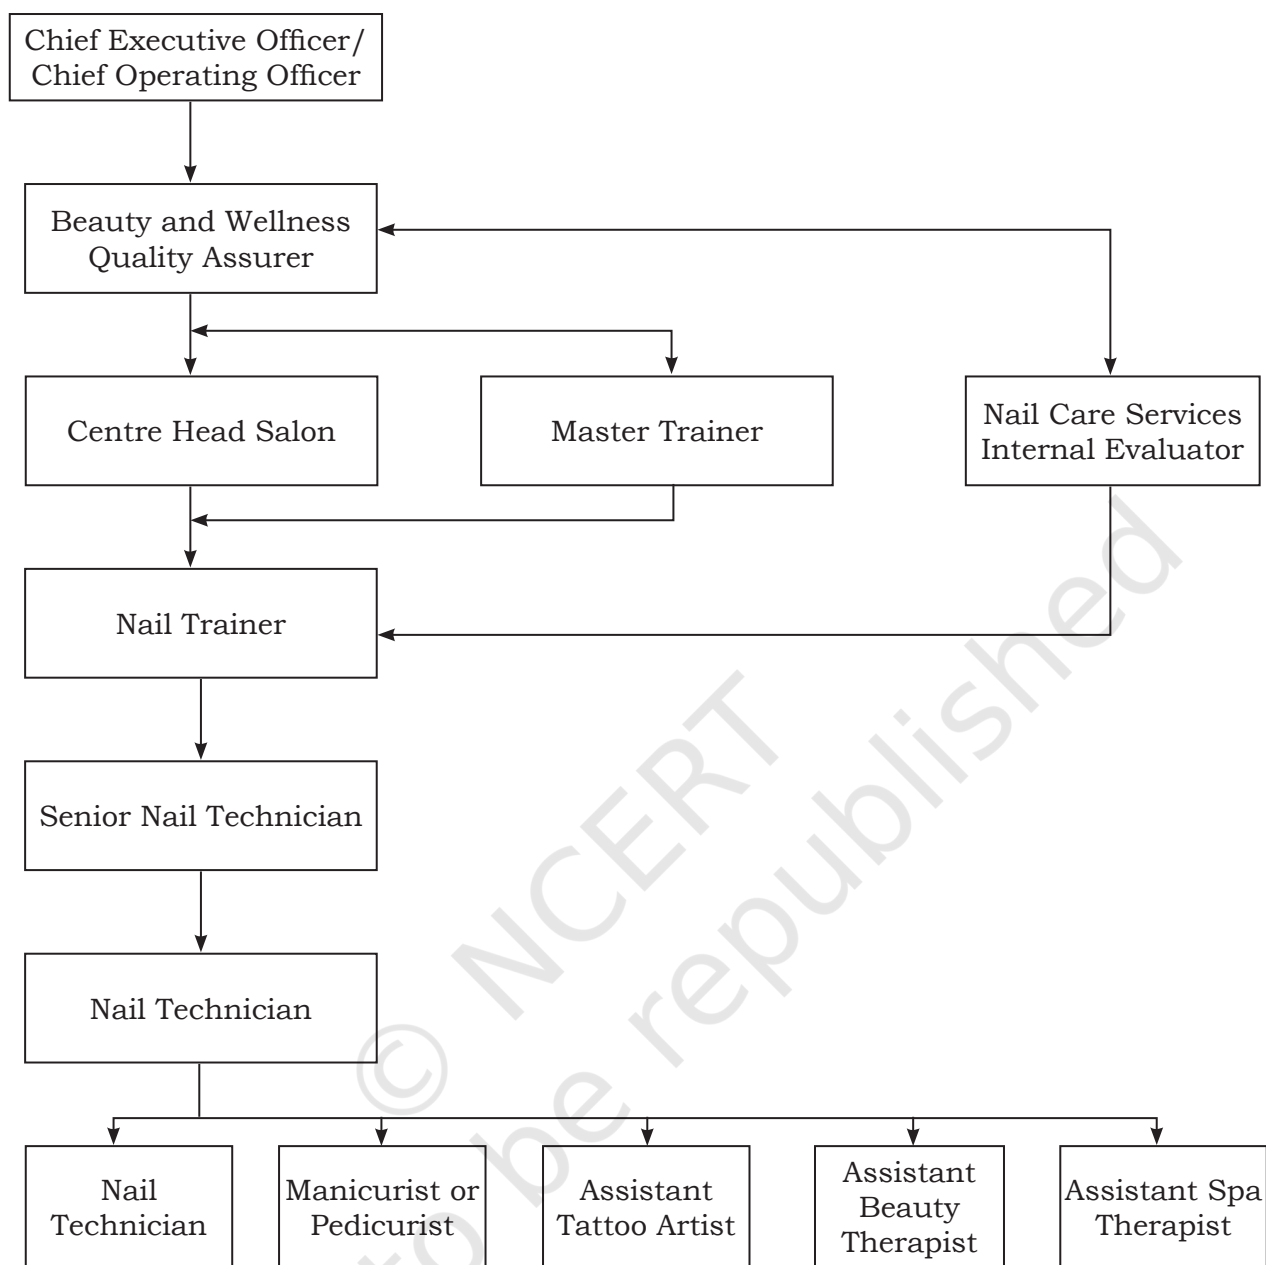 Chief Executive Officer/
Chief Operating Officer
Beauty and Wellness
Quality Assurer
Centre Head Salon
Master Trainer
Nail Care Services
Internal Evaluator
Nail Trainer
Senior Nail Technician
Nail Technician
Nail
Technician
Manicurist or
Pedicurist
Assistant
Tattoo Artist
Assistant
Beauty
Therapist
Assistant Spa
Therapist
© NCERT
to be republished